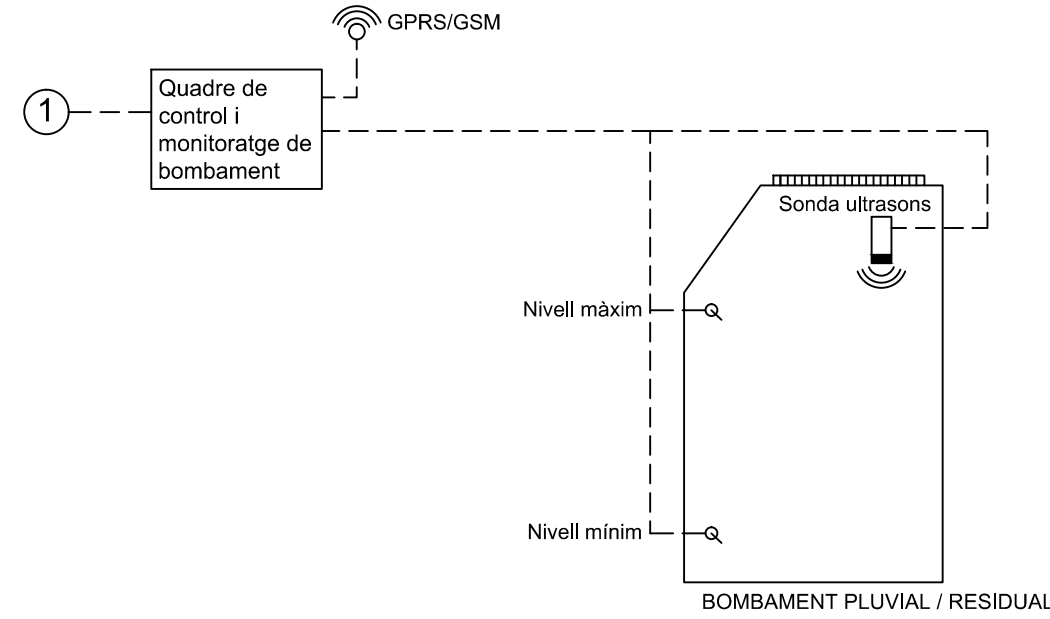 GPRS/GSM
1
Quadre de
control i
monitoratge de
bombament
Sonda ultrasons
Nivell màxim
Nivell mínim
BOMBAMENT PLUVIAL / RESIDUAL